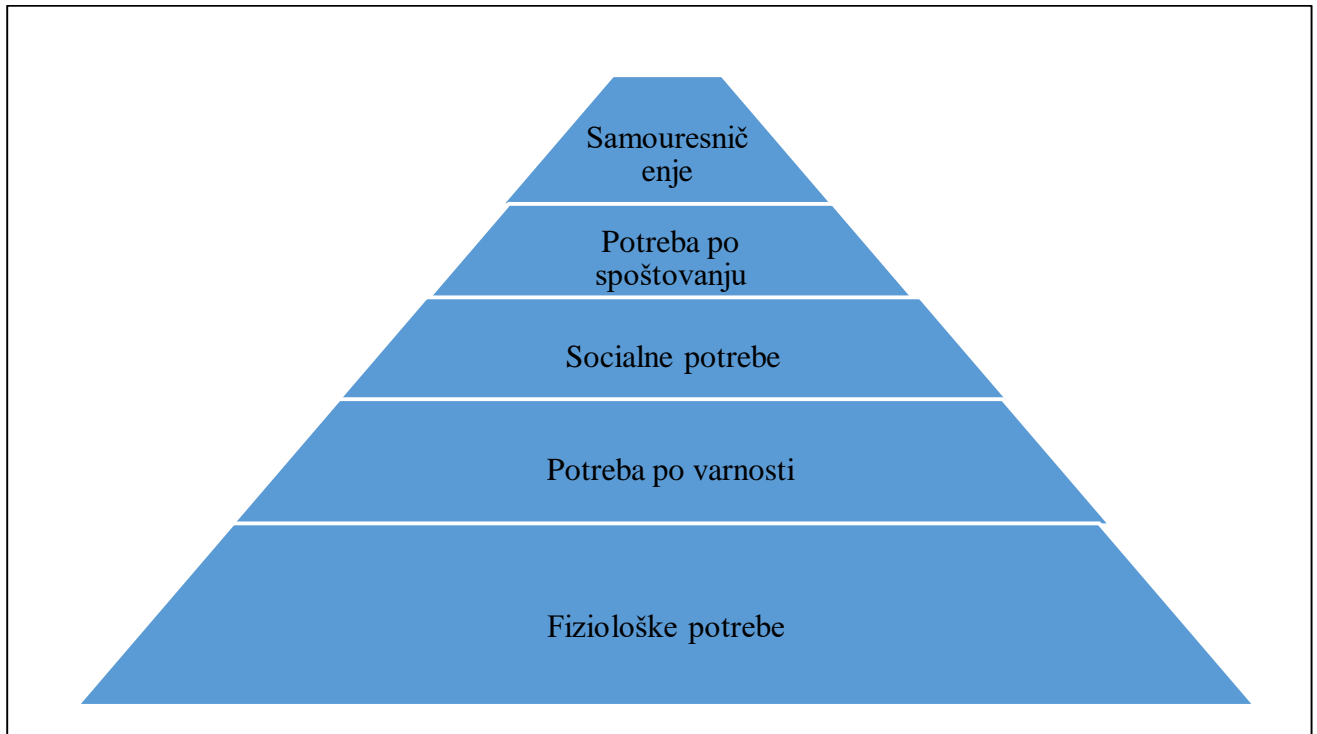 Samouresnič
enje
Potreba po
spoštovanju
Socialne potrebe
Potreba po varnosti
Fiziološke potrebe